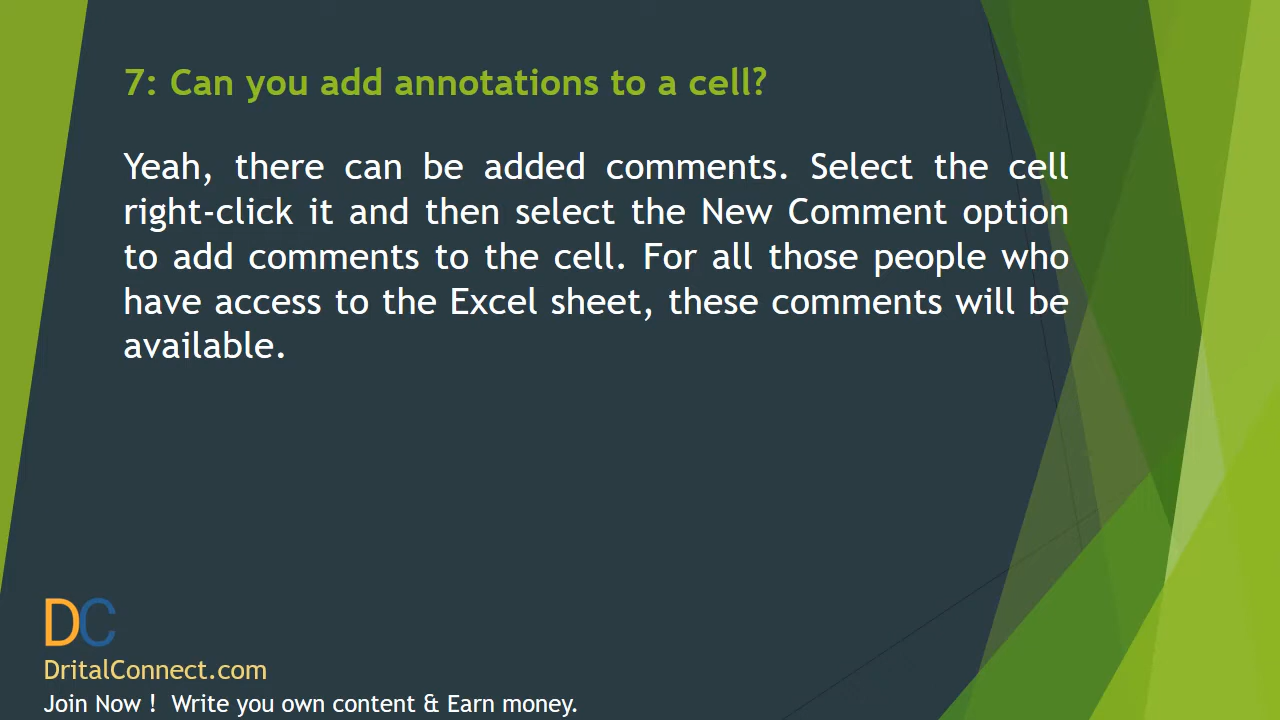 7: Can you add annotations to a cell?
Yeah, there can be added comments. Select the cell
right-click it and then select the New Comment option
to add comments to the cell. For all those people who
have access to the Excel sheet, these comments will be
available.
DC
DritalConnect.com
Join Now ! Write you own content & Earn money.